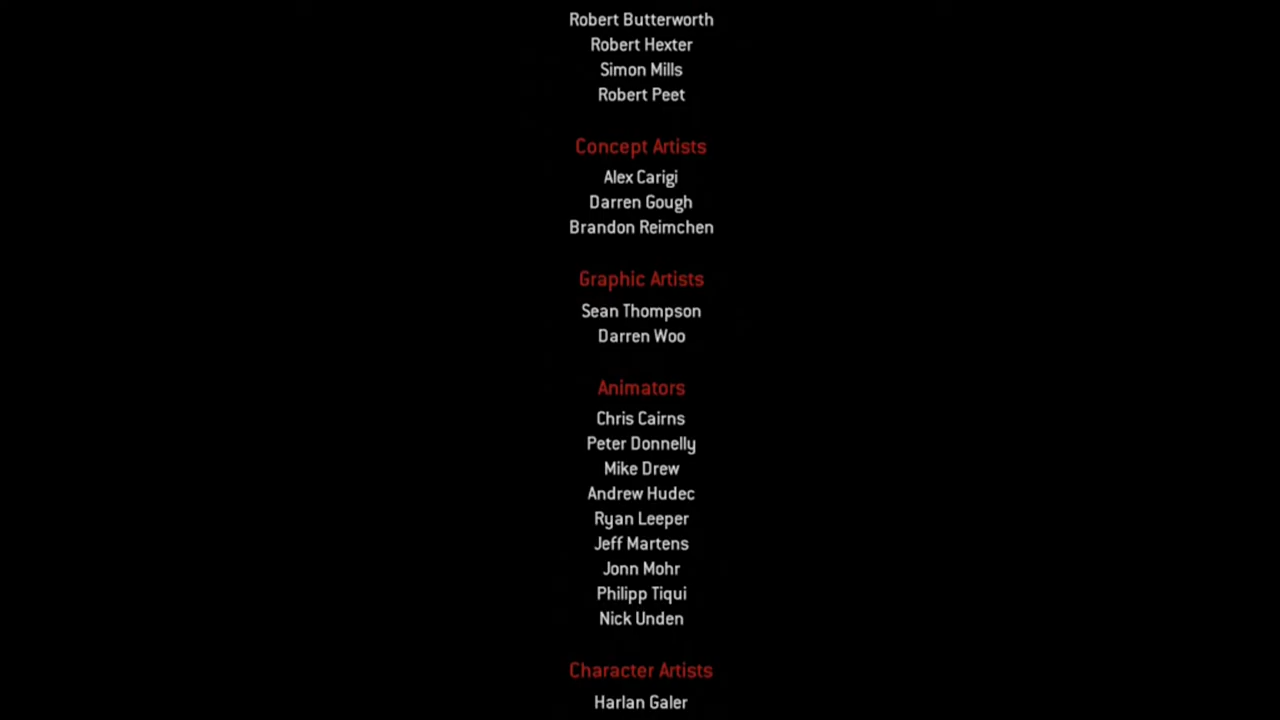 Robert Butterworth
Robert Hexter
Simon Mills
Robert Peet
Concept Artists
Alex Carigi
Darren Gough
Brandon Reimchen
Graphic Artists
Sean Thompson
Darren Woo
Animators
Chris Cairns
Peter Donnelly
Mike Drew
Andrew Hudec
Ryan Leeper
Jeff Martens
Jonn Mohr
Philipp Tiqui
Nick Unden
Character Artists
Harlan Galer